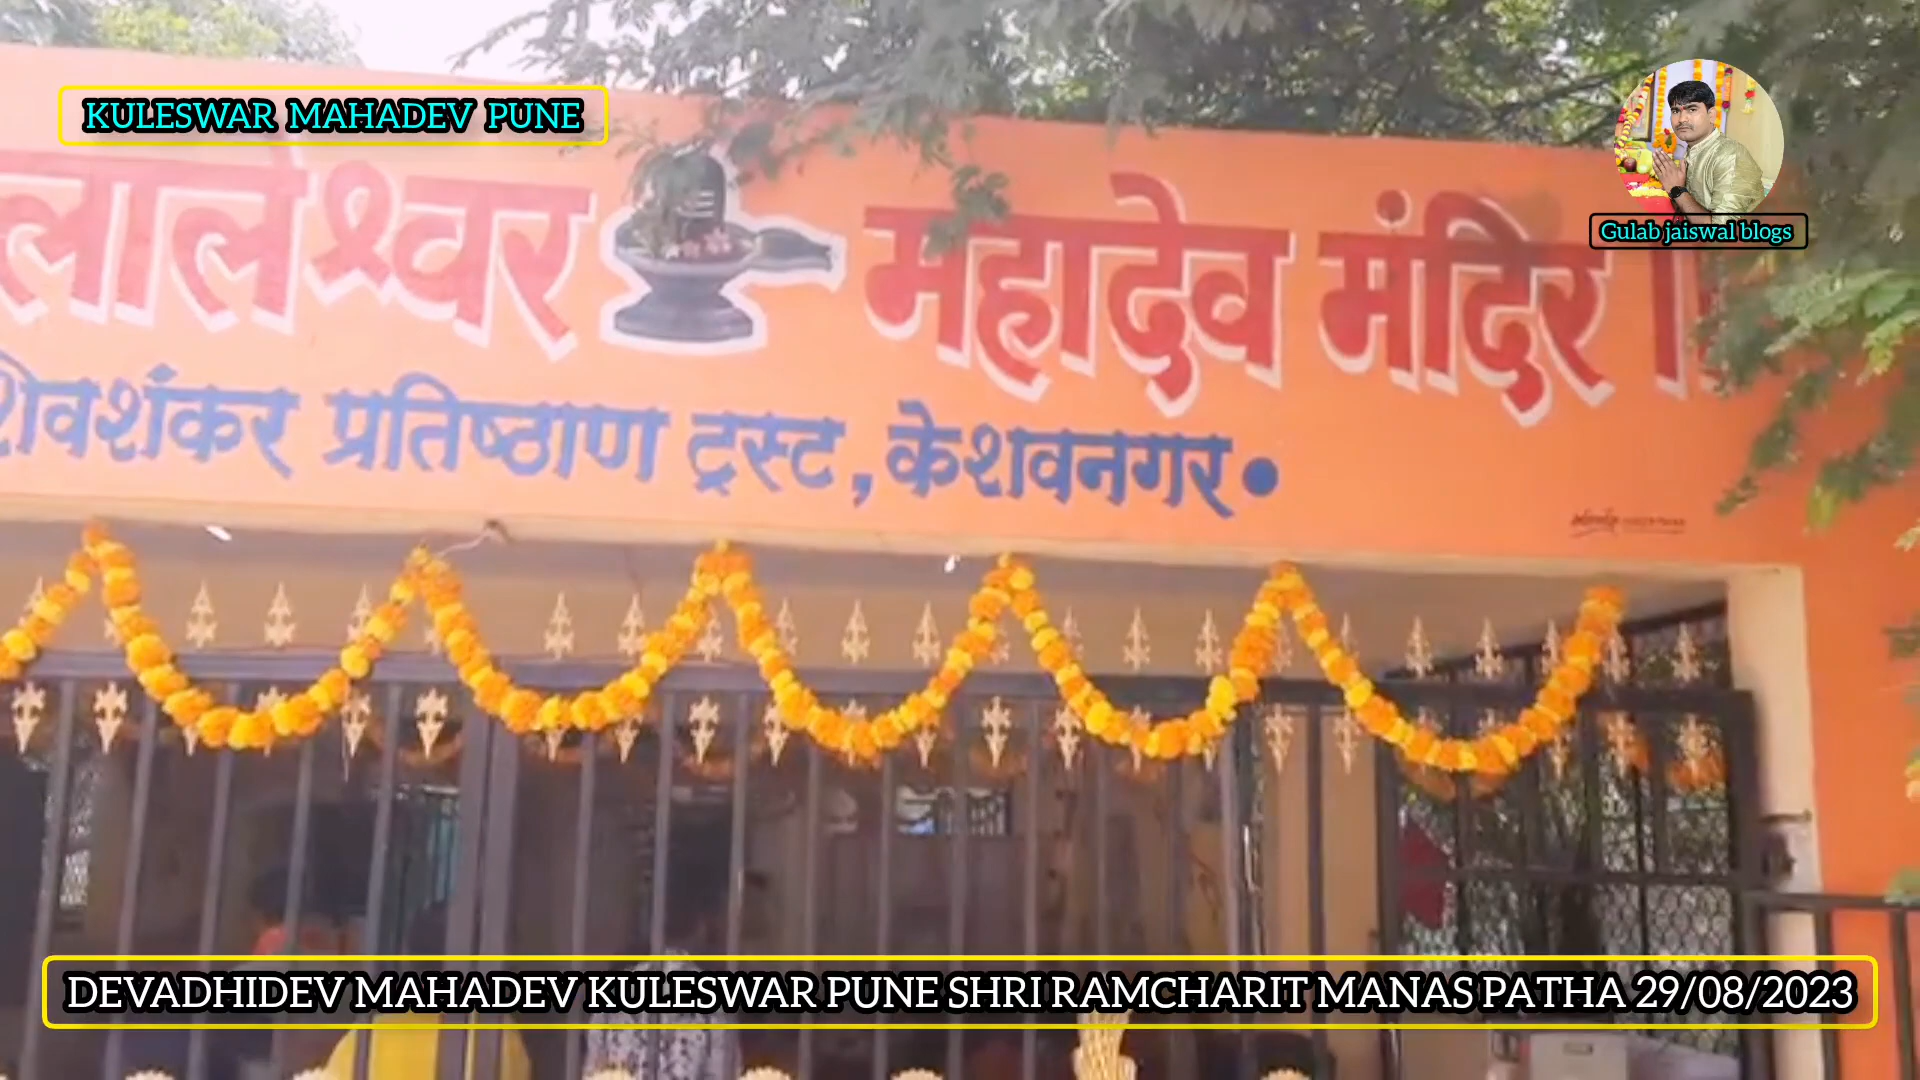 KULESWAR MAHADEV PUNE
Gulab jaiswal blogs
लालेश्वर महादेव मंदिर ।
शिवशंकर प्रतिष्ठाण ट्रस्ट, केशवनगर•
DEVADHIDEV MAHADEV KULESWAR PUNE SHRI RAMCHARIT MANAS PATHA 29/08/2023